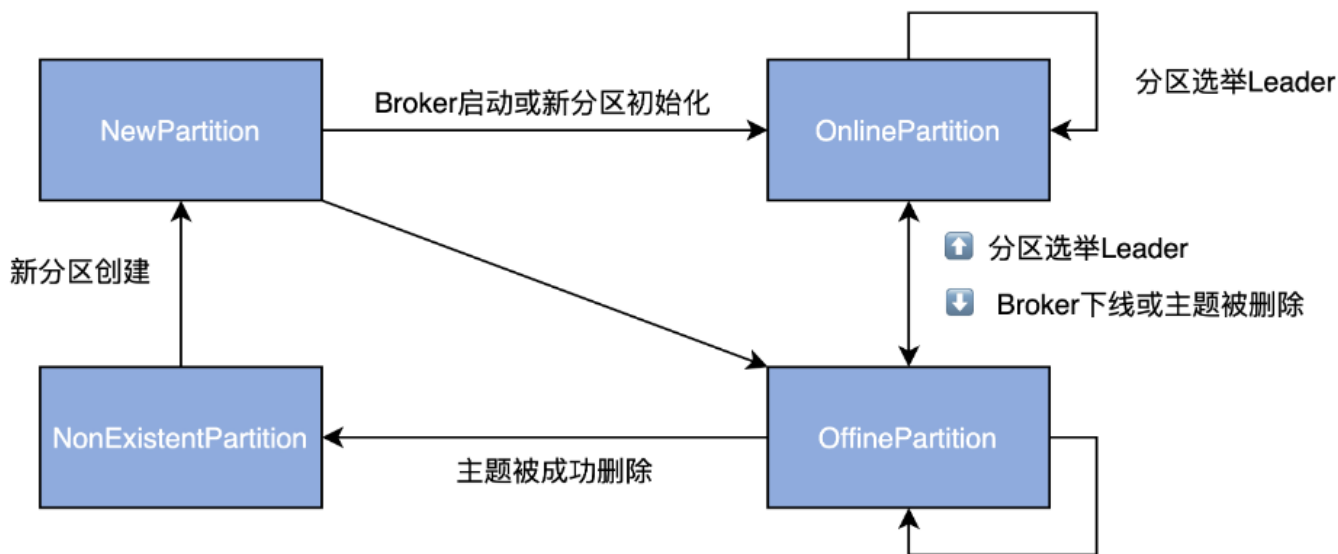 分区选举Leader
Broker启动或新分区初始化
NewPartition
OnlinePartition
新分区创建
分区选举Leader
Broker下线或主题被删除
NonExistentPartition
OffinePartition
主题被成功删除